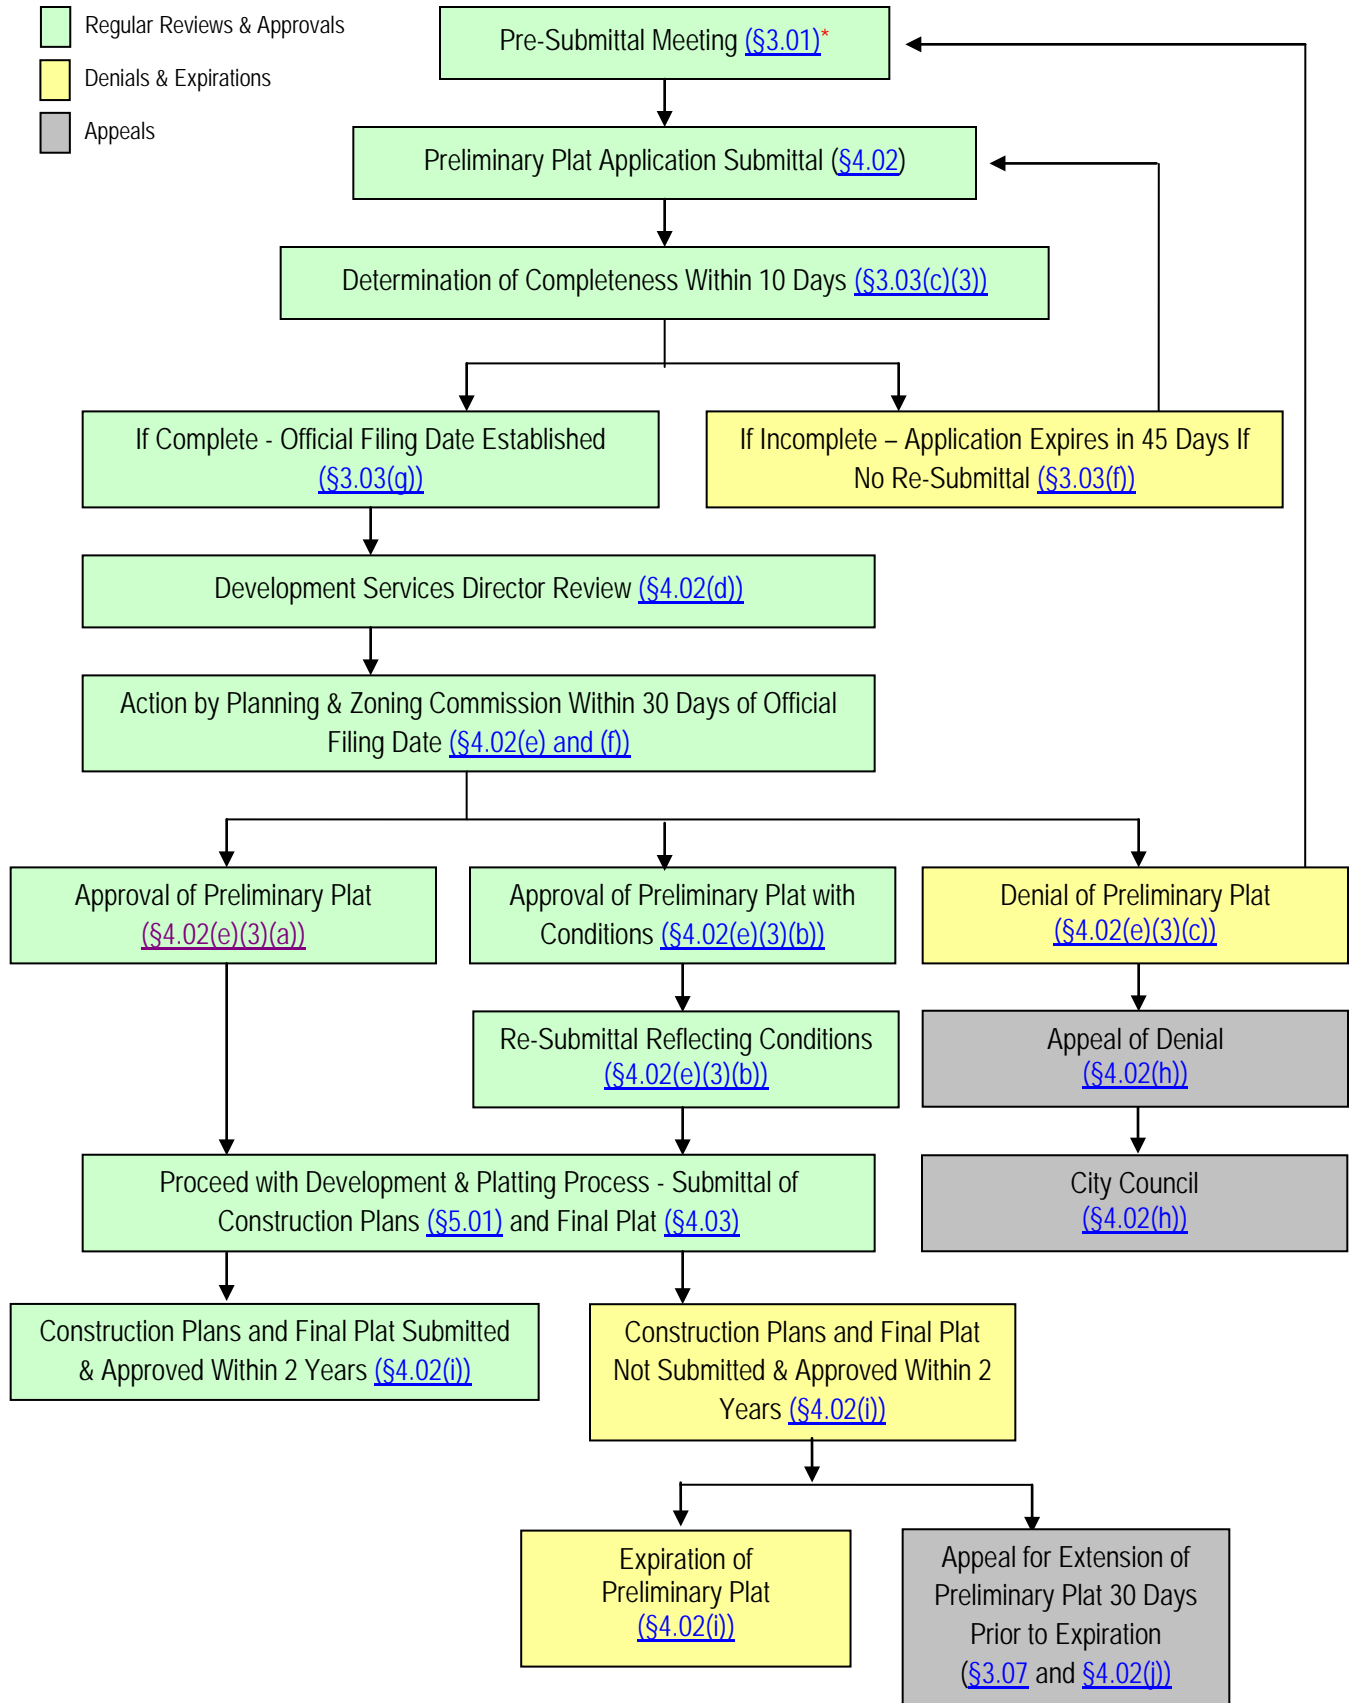 Regular Reviews & Approvals
Denials & Expirations
Appeals
Pre-Submittal Meeting (§3.01)*
Preliminary Plat Application Submittal (§4.02)
Determination of Completeness Within 10 Days (§3.03(c)(3))
If Complete - Official Filing Date Established
(§3.03(g))
If Incomplete – Application Expires in 45 Days If
No Re-Submittal (§3.03(f))
Development Services Director Review (§4.02(d))
Action by Planning & Zoning Commission Within 30 Days of Official
Filing Date (§4.02(e) and (f))
Approval of Preliminary Plat
(§4.02(e)(3)(a))
Approval of Preliminary Plat with
Conditions (§4.02(e)(3)(b))
Denial of Preliminary Plat
(§4.02(e)(3)(c))
Re-Submittal Reflecting Conditions
(§4.02(e)(3)(b))
Appeal of Denial
(§4.02(h))
Proceed with Development & Platting Process - Submittal of
Construction Plans (§5.01) and Final Plat (§4.03)
City Council
(§4.02(h))
Construction Plans and Final Plat Submitted
& Approved Within 2 Years (§4.02(i))
Construction Plans and Final Plat
Not Submitted & Approved Within 2
Years (§4.02(i))
Expiration of
Preliminary Plat
(§4.02(i))
Appeal for Extension of
Preliminary Plat 30 Days
Prior to Expiration
(§3.07 and §4.02(j))